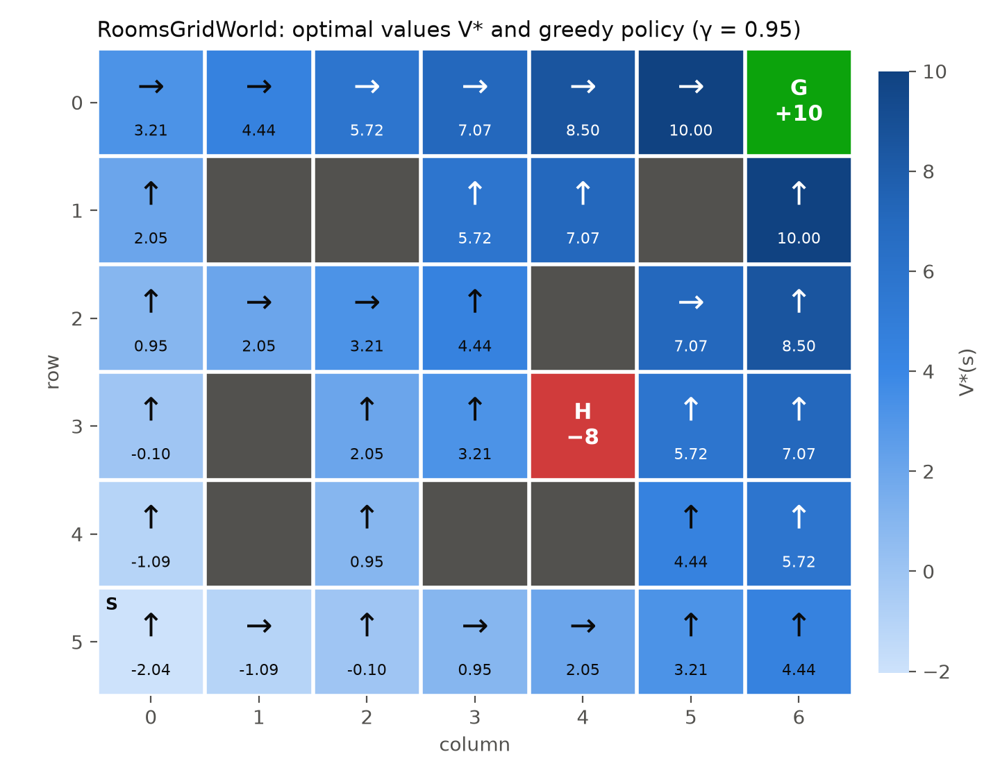 RoomsGridWorld: optimal values V* and greedy policy (γ = 0.95)
→ → → → → → G
+10
0 3.21 4.44 5.72 7.07 8.50 10.00
↑ ↑ ↑ ↑
1 2.05 5.72 7.07 10.00
↑ → → ↑ → ↑
2 0.95 2.05 3.21 4.44 7.07 8.50
↑ ↑ ↑ H ↑ ↑
−8
3 -0.10 2.05 3.21 5.72 7.07
↑ ↑ ↑ ↑
4 -1.09 0.95 4.44 5.72
S
↑ → ↑ → → ↑ ↑
5 -2.04 -1.09 -0.10 0.95 2.05 3.21 4.44
0 1 2 3 4 5 6
column
row
10
8
6
4
2
0
−2
V*(s)